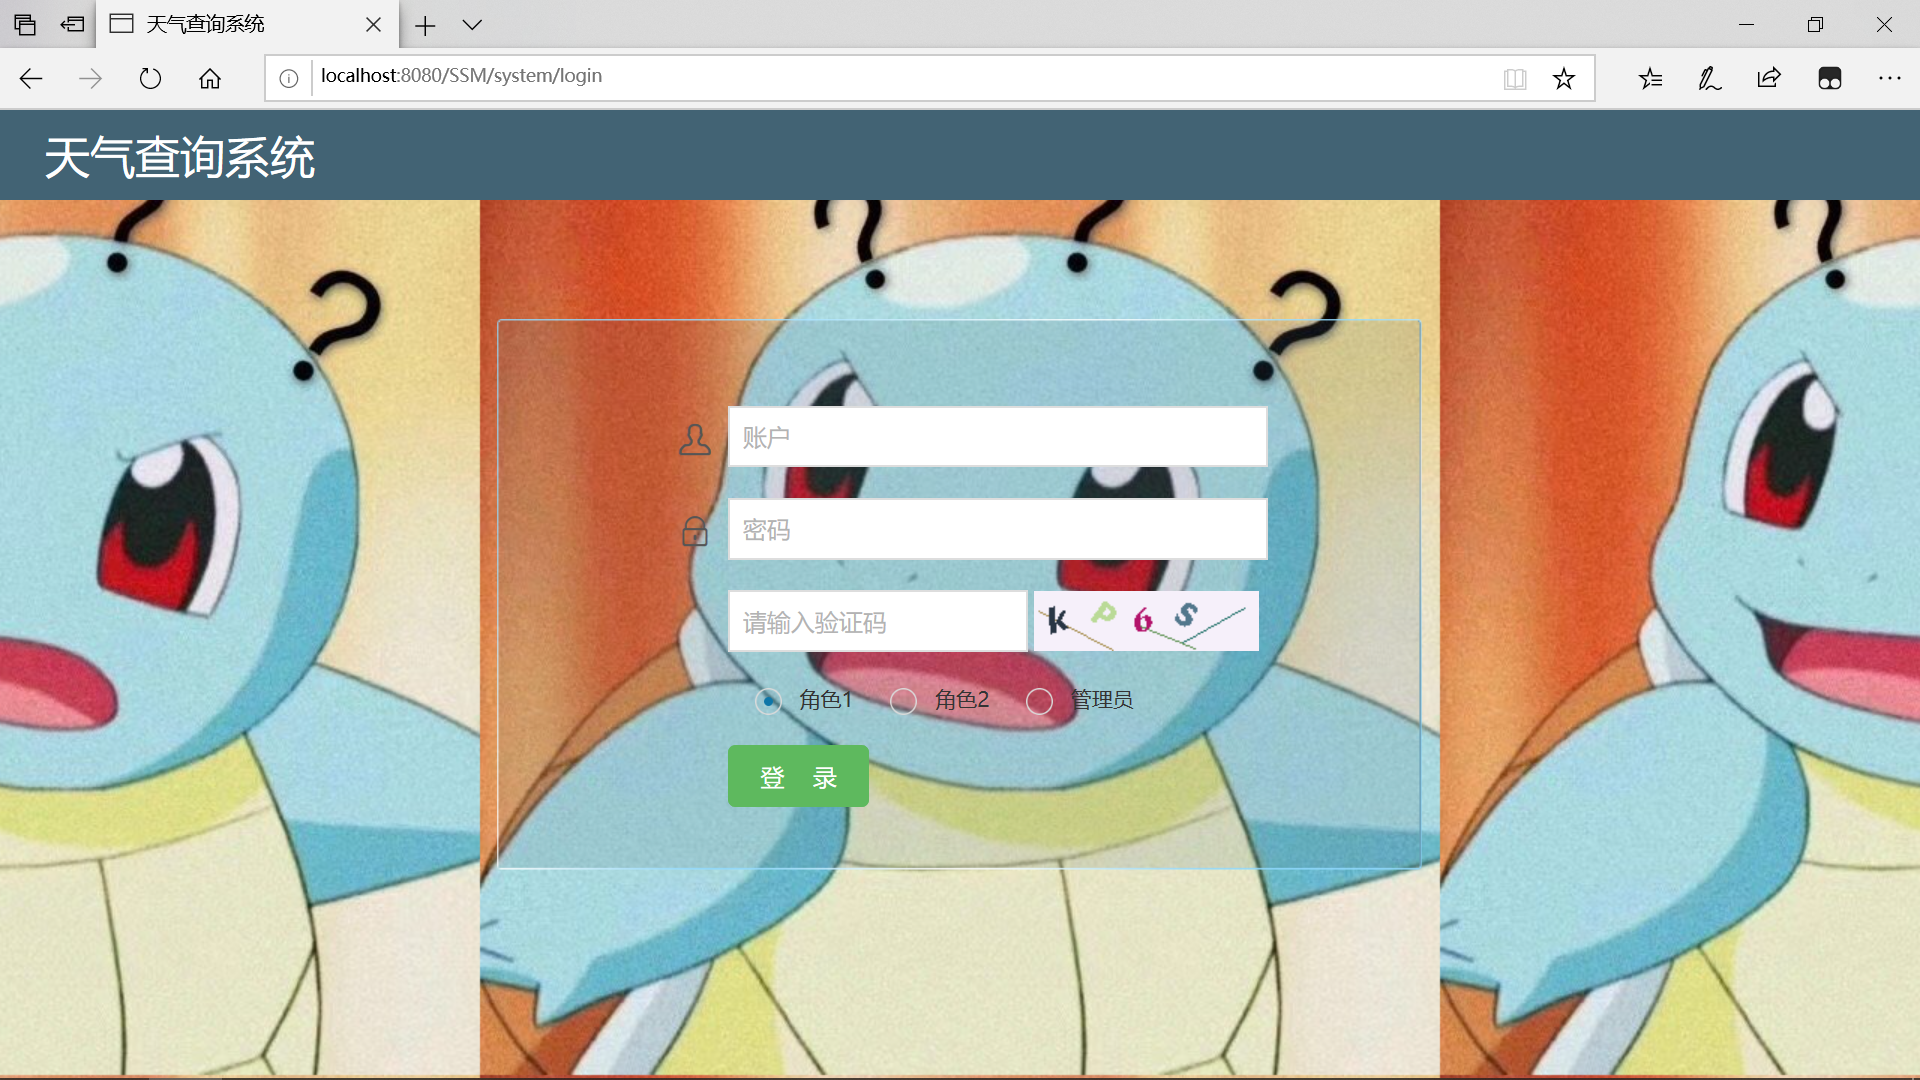 天气查询系统
localhost:8080/SSM/system/login
天气查询系统
账户
密码
请输入验证码 kp6S
角色1 角色2 管理员
登 录